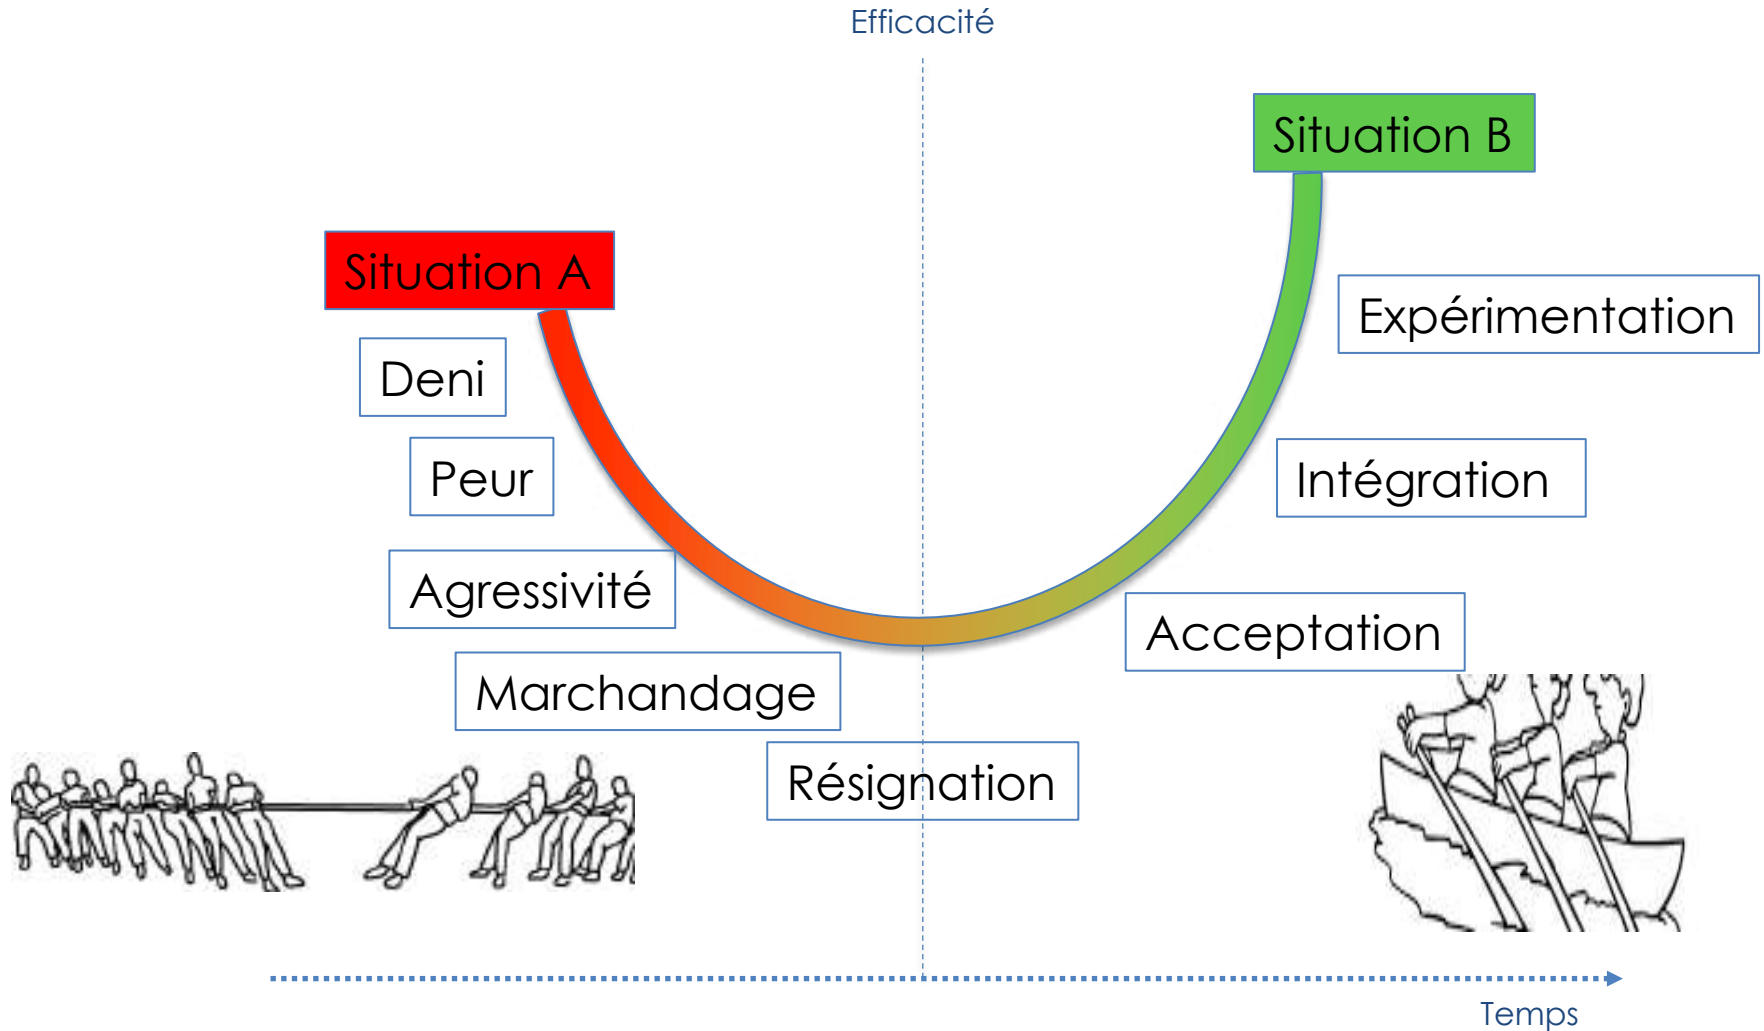 Efficacité
Situation B
Situation A
Expérimentation
Deni
Peur
Intégration
Agressivité
Acceptation
Marchandage
Résignation
Temps